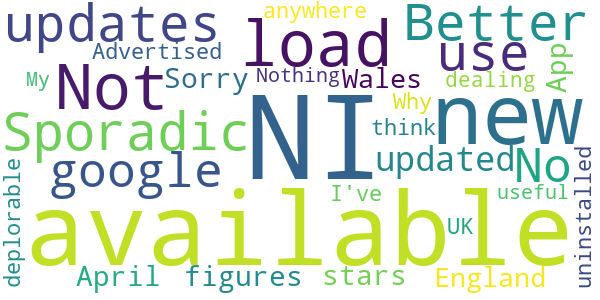 updates
anywhere
Better
Advertised
load
use
My
Not
Sorry
Nothing
Wales
dealing
App
Sporadic
NI
Why
new
think
google
updated
No
deplorable
I've
useful
uninstalled
available
UK
April
figures
stars
England